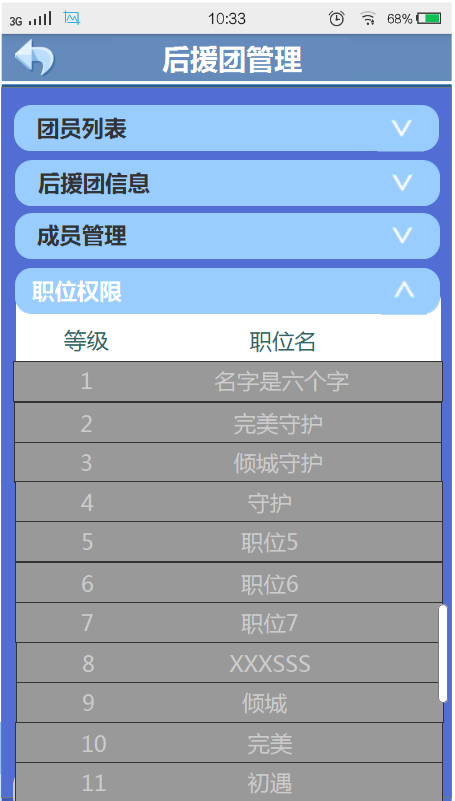 3G 10:33 68%
后援团管理
团员列表
后援团信息
成员管理
职位权限
等级 职位名
1 名字是六个字
2 完美守护
3 倾城守护
4 守护
5 职位5
6 职位6
7 职位7
8 XXXSSS
9 倾城
10 完美
11 初遇